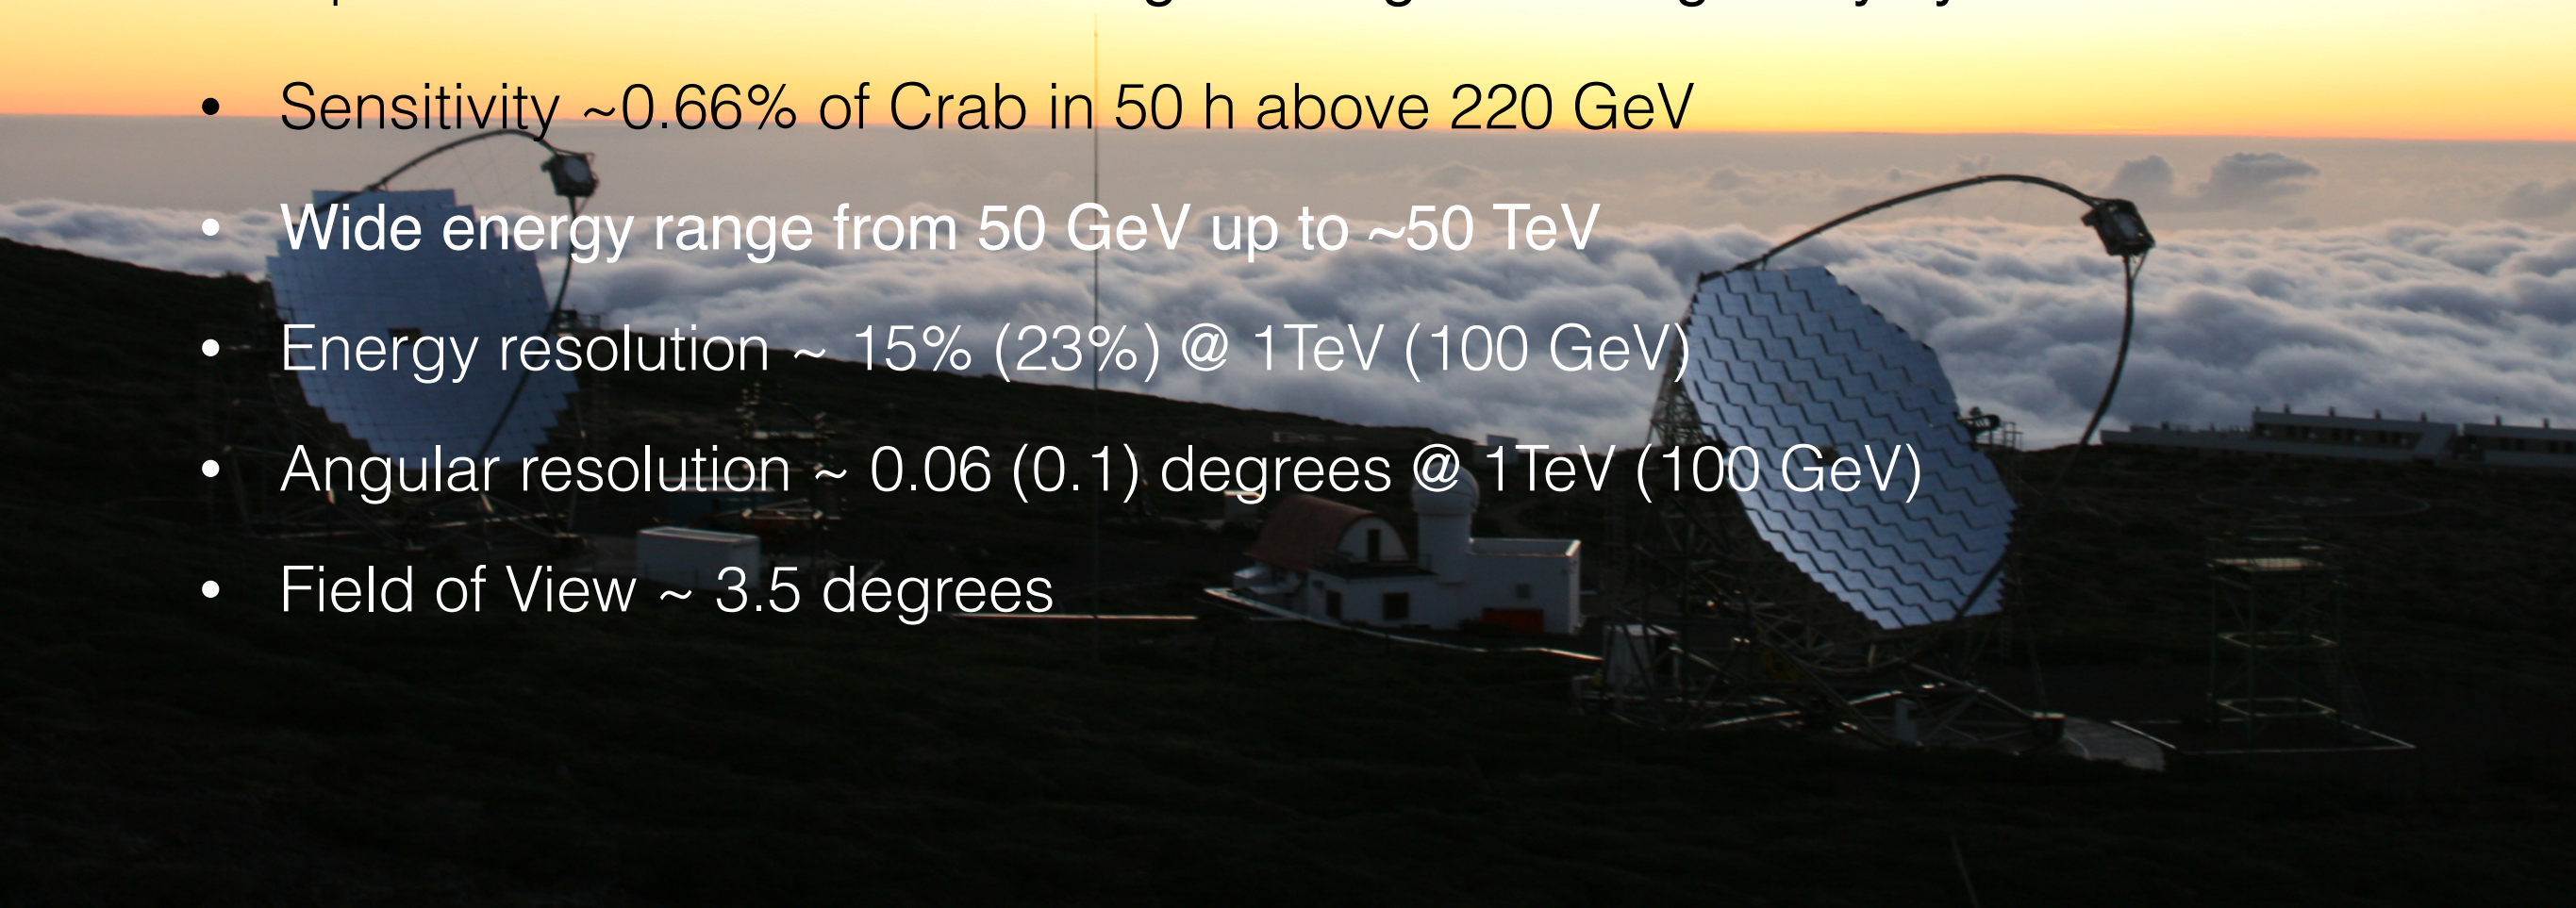 • Sensitivity ~0.66% of Crab in 50 h above 220 GeV
• Wide energy range from 50 GeV up to ~50 TeV
• Energy resolution ~ 15% (23%) @ 1TeV (100 GeV)
• Angular resolution ~ 0.06 (0.1) degrees @ 1TeV (100 GeV)
• Field of View ~ 3.5 degrees